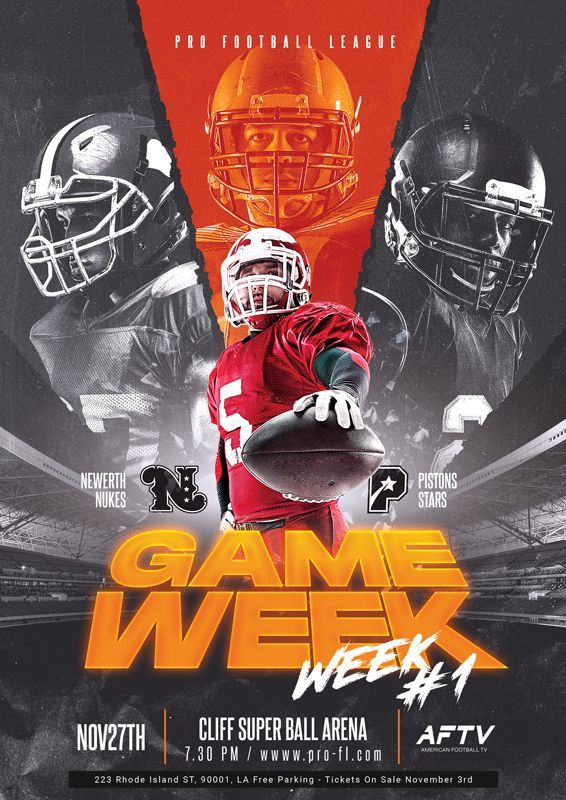 PRO FOOTBALL LEAGUE
5
NEWERTH
NUKES
N
P
PISTONS
STARS
GAME
WEEK
WEEK
#1
NOV27TH
CLIFF SUPER BALL ARENA
7.30 PM / www.pro-fl.com
AFTV
AMERICAN FOOTBALL TV
223 Rhode Island ST, 90001, LA Free Parking - Tickets On Sale November 3rd